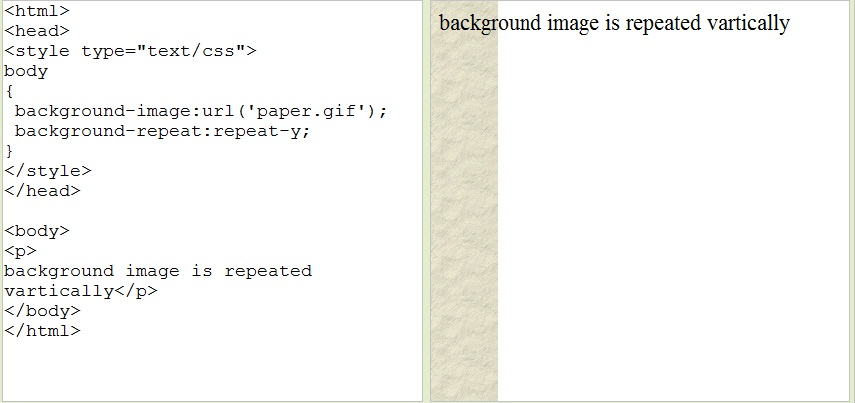 <html>
<head>
<style type="text/css">
body
{
 background-image:url('paper.gif');
 background-repeat:repeat-y;
}
</style>
</head>

<body>
<p>
background image is repeated
vartically</p>
</body>
</html>
background image is repeated vartically